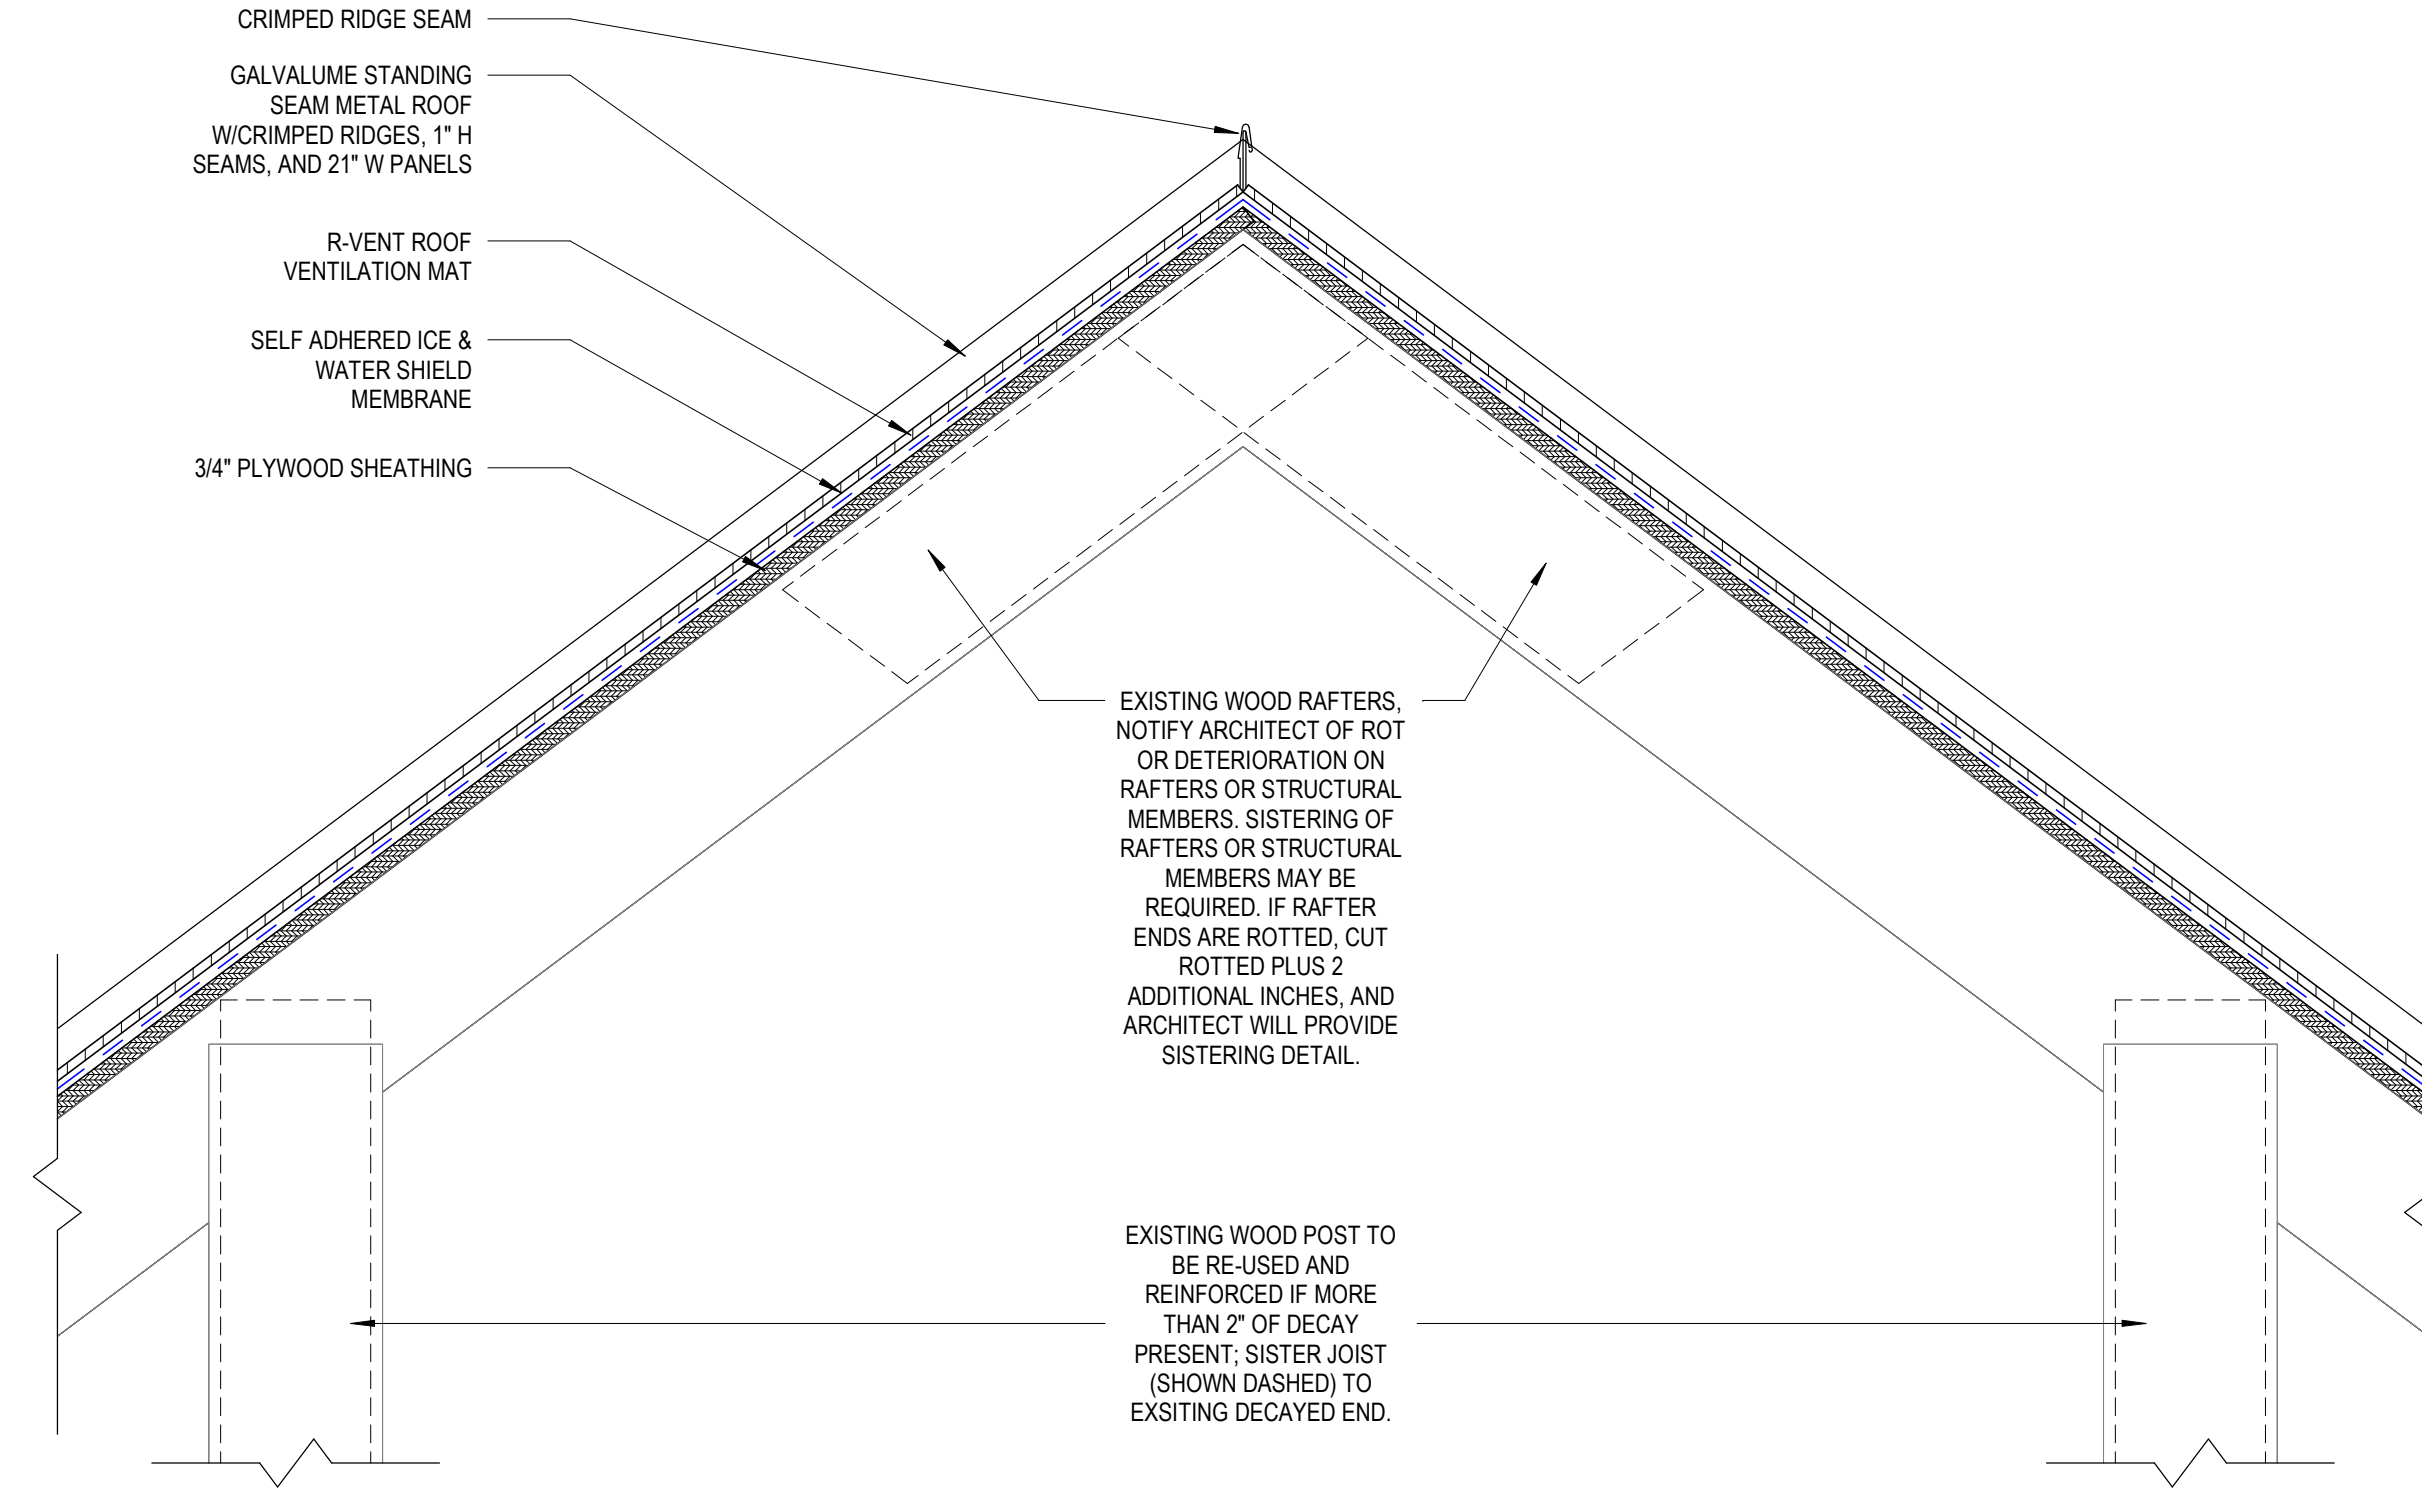 CRIMPED RIDGE SEAM
GALVALUME STANDING
SEAM METAL ROOF
W/CRIMPED RIDGES, 1" H
SEAMS, AND 21" W PANELS
R-VENT ROOF
VENTILATION MAT
SELF ADHERED ICE &
WATER SHIELD
MEMBRANE
3/4" PLYWOOD SHEATHING
EXISTING WOOD RAFTERS,
NOTIFY ARCHITECT OF ROT
OR DETERIORATION ON
RAFTERS OR STRUCTURAL
MEMBERS. SISTERING OF
RAFTERS OR STRUCTURAL
MEMBERS MAY BE
REQUIRED. IF RAFTER
ENDS ARE ROTTED, CUT
ROTTED PLUS 2
ADDITIONAL INCHES, AND
ARCHITECT WILL PROVIDE
SISTERING DETAIL.
EXISTING WOOD POST TO
BE RE-USED AND
REINFORCED IF MORE
THAN 2" OF DECAY
PRESENT; SISTER JOIST
(SHOWN DASHED) TO
EXSITING DECAYED END.